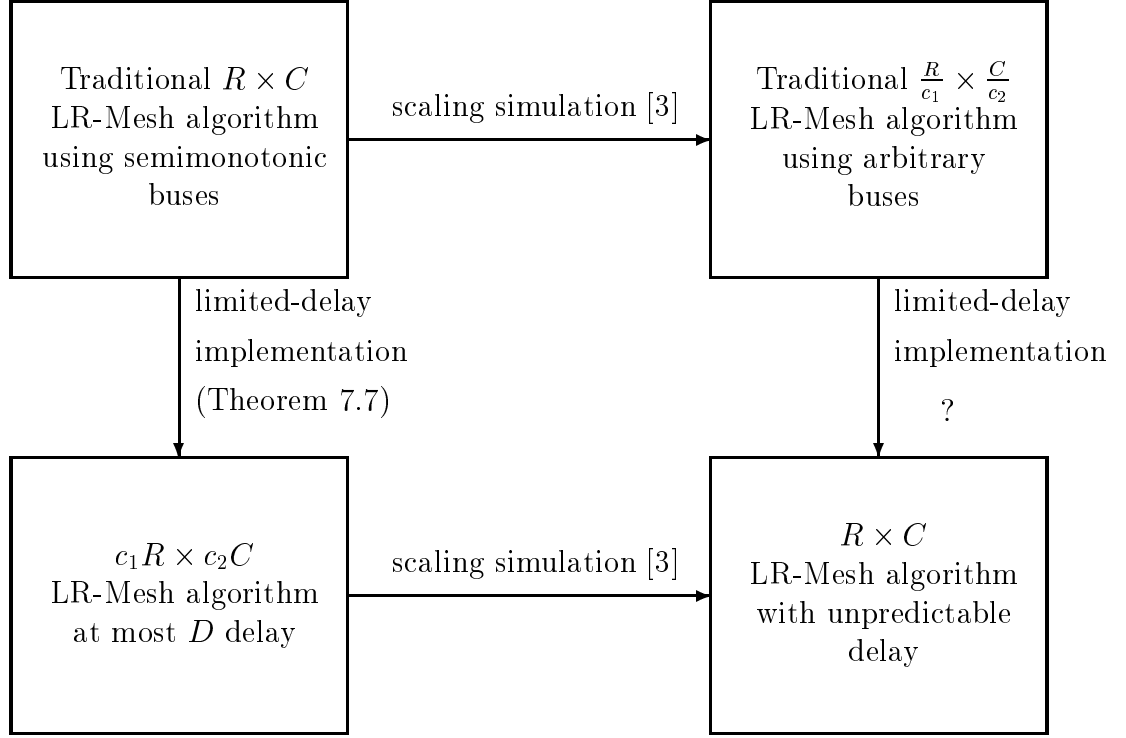 Traditional R × C
LR-Mesh algorithm
using semimonotonic
buses
scaling simulation [3]
Traditional R/c₁ × C/c₂
LR-Mesh algorithm
using arbitrary
buses
limited-delay
implementation
(Theorem 7.7)
limited-delay
implementation
?
c₁R × c₂C
LR-Mesh algorithm
at most D delay
scaling simulation [3]
R × C
LR-Mesh algorithm
with unpredictable
delay